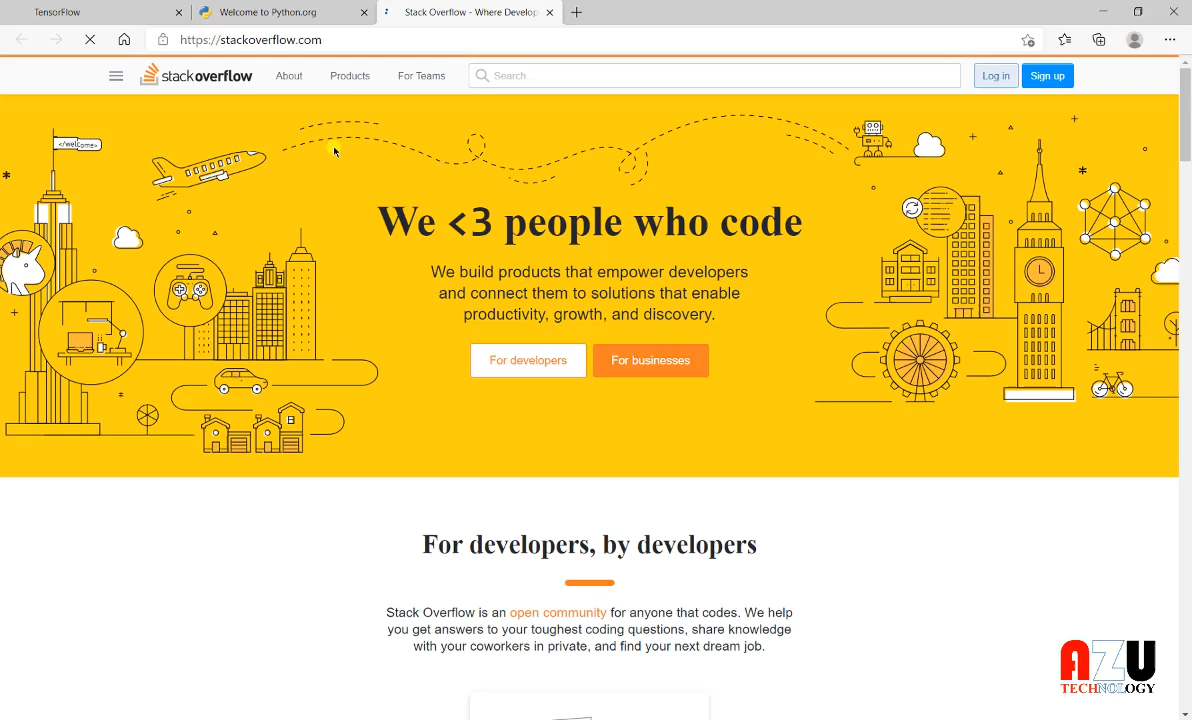 TensorFlow
Welcome to Python.org
Stack Overflow - Where Develop
https://stackoverflow.com
stackoverflow
About
Products
For Teams
Search...
Log in
Sign up
</welcome>
We <3 people who code
We build products that empower developers
and connect them to solutions that enable
productivity, growth, and discovery.
For developers
For businesses
For developers, by developers
Stack Overflow is an open community for anyone that codes. We help
you get answers to your toughest coding questions, share knowledge
with your coworkers in private, and find your next dream job.
AZU
TECHNOLOGY